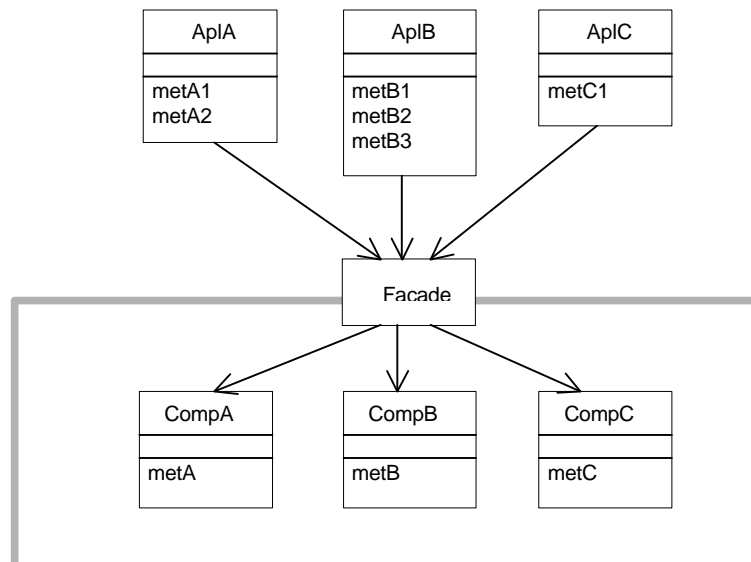 AplA
AplB
AplC
metA1
metA2
metB1
metB2
metB3
metC1
Facade
CompA
CompB
CompC
metA
metB
metC